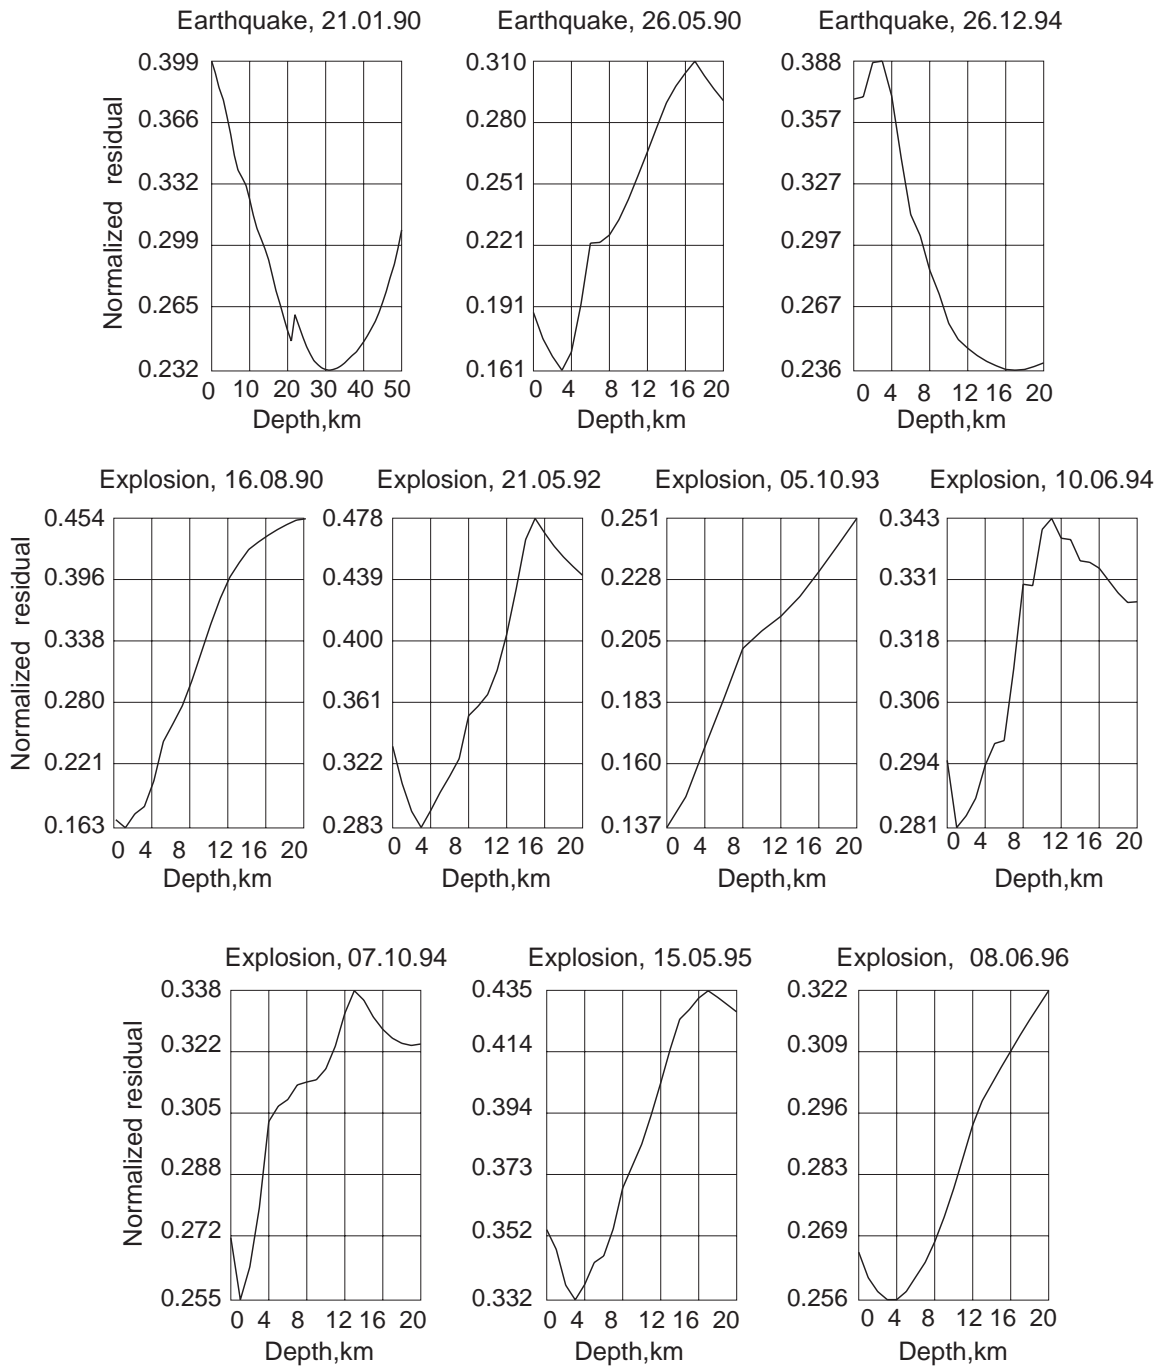 Earthquake, 21.01.90
Earthquake, 26.05.90
Earthquake, 26.12.94
Normalized residual
0.399
0.366
0.332
0.299
0.265
0.232
0 10 20 30 40 50
Depth,km
0.310
0.280
0.251
0.221
0.191
0.161
0 4 8 12 16 20
Depth,km
0.388
0.357
0.327
0.297
0.267
0.236
0 4 8 12 16 20
Depth,km
Explosion, 16.08.90
Explosion, 21.05.92
Explosion, 05.10.93
Explosion, 10.06.94
Normalized residual
0.454
0.396
0.338
0.280
0.221
0.163
0 4 8 12 16 20
Depth,km
0.478
0.439
0.400
0.361
0.322
0.283
0 4 8 12 16 20
Depth,km
0.251
0.228
0.205
0.183
0.160
0.137
0 4 8 12 16 20
Depth,km
0.343
0.331
0.318
0.306
0.294
0.281
0 4 8 12 16 20
Depth,km
Explosion, 07.10.94
Explosion, 15.05.95
Explosion, 08.06.96
Normalized residual
0.338
0.322
0.305
0.288
0.272
0.255
0 4 8 12 16 20
Depth,km
0.435
0.414
0.394
0.373
0.352
0.332
0 4 8 12 16 20
Depth,km
0.322
0.309
0.296
0.283
0.269
0.256
0 4 8 12 16 20
Depth,km